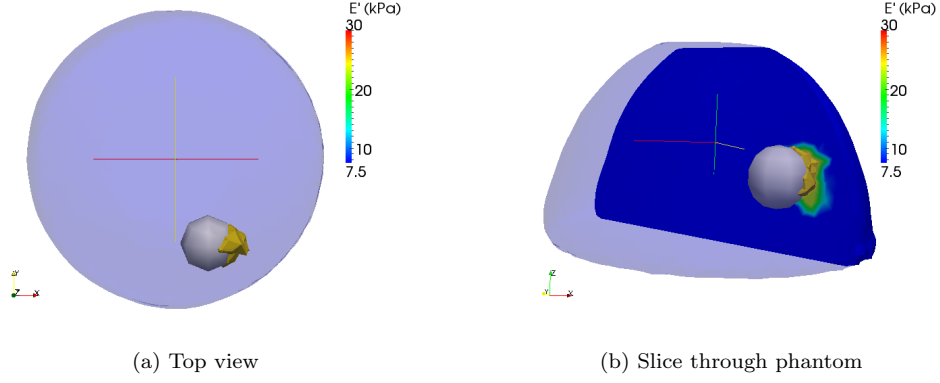 E' (kPa)
30
20
10
7.5
Y
Z
X
(a) Top view
E' (kPa)
30
20
10
7.5
Z
Y
X
(b) Slice through phantom